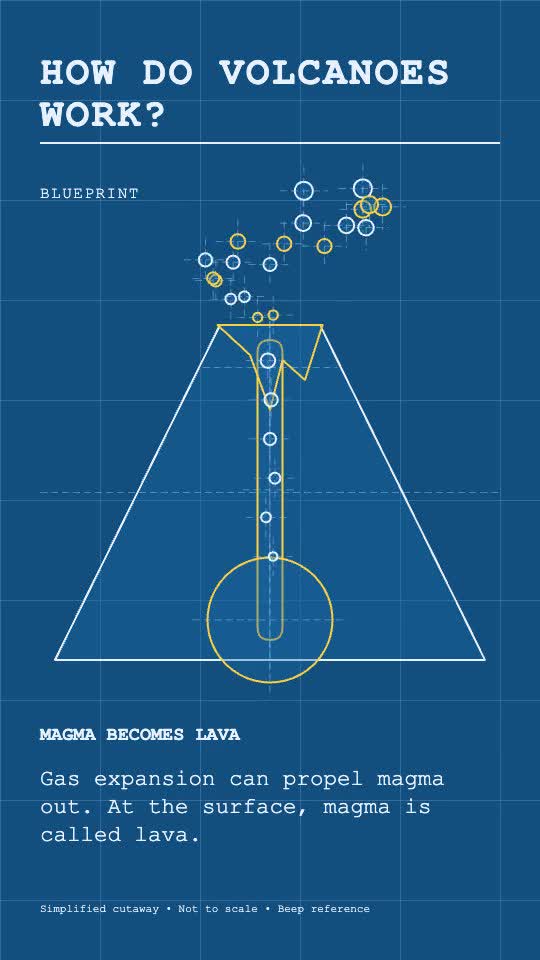 HOW DO VOLCANOES
WORK?
BLUEPRINT
MAGMA BECOMES LAVA
Gas expansion can propel magma
out. At the surface, magma is
called lava.
Simplified cutaway • Not to scale • Beep reference